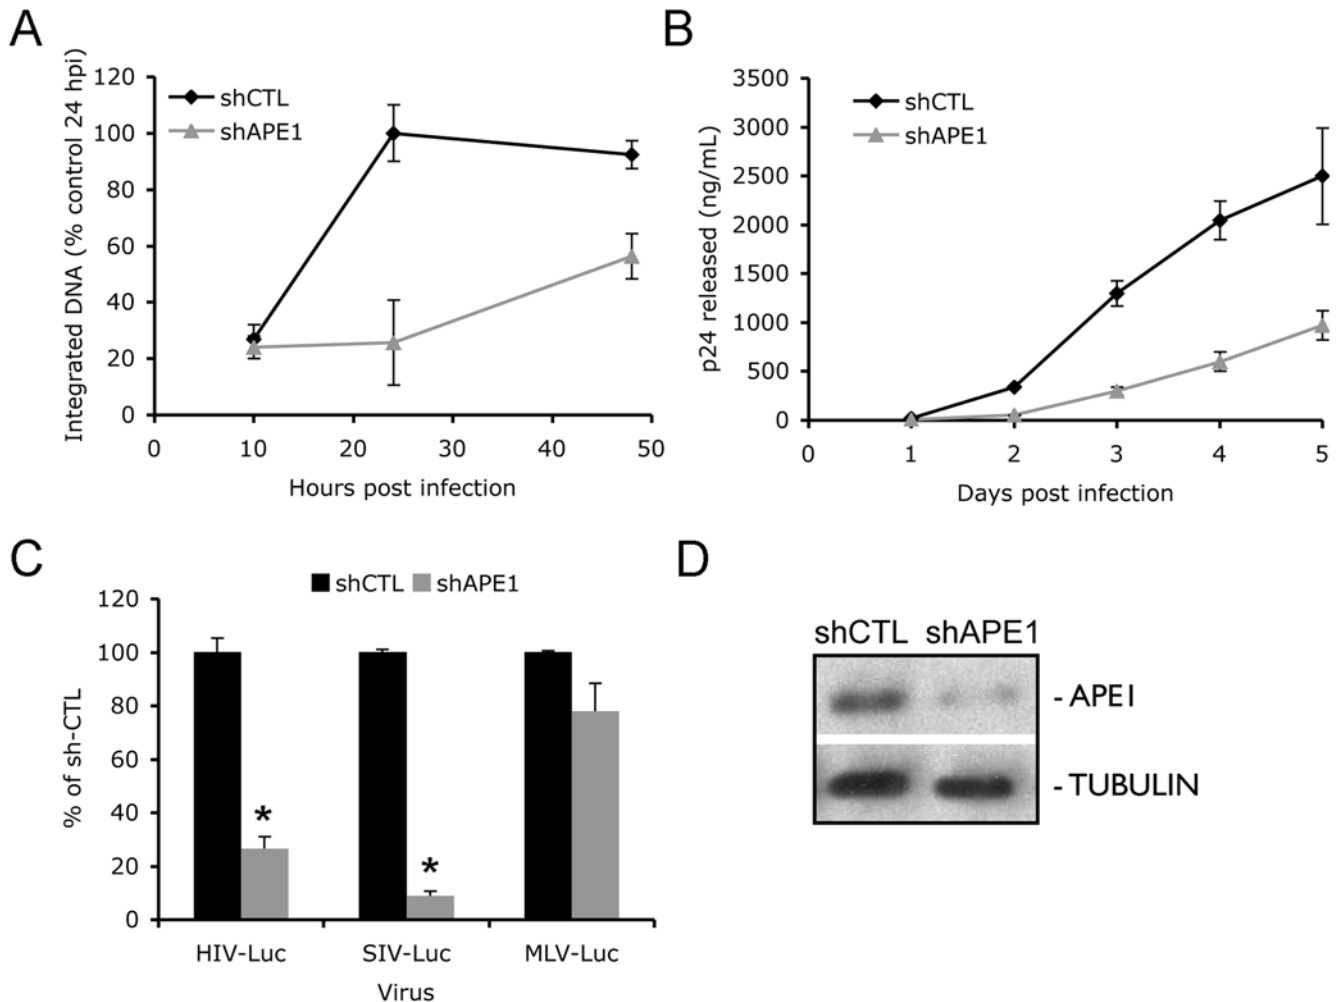 A
Integrated DNA (% control 24 hpi)
120
100
80
60
40
20
0
shCTL
shAPE1
0 10 20 30 40 50
Hours post infection
B
p24 released (ng/mL)
3500
3000
2500
2000
1500
1000
500
0
shCTL
shAPE1
0 1 2 3 4 5
Days post infection
C
shCTL shAPE1
% of sh-CTL
120
100
80
60
40
20
0
*
*
HIV-Luc SIV-Luc MLV-Luc
Virus
D
shCTL shAPE1
- APE1
- TUBULIN